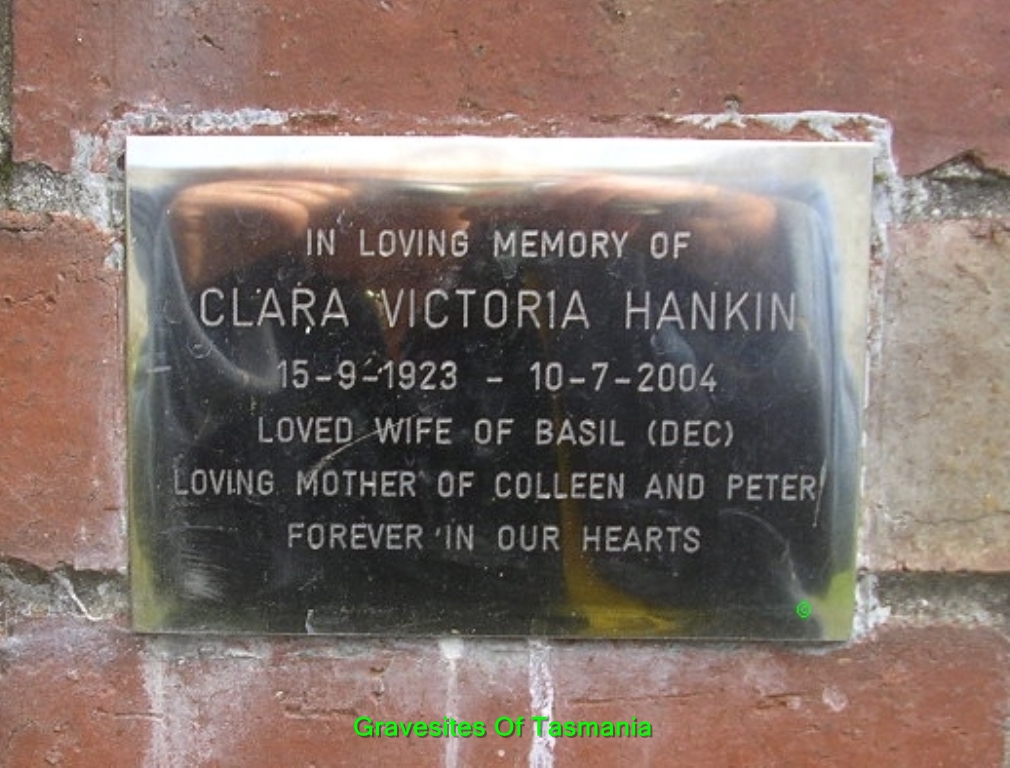 IN LOVING MEMORY OF
CLARA VICTORIA HANKIN
15-9-1923 - 10-7-2004
LOVED WIFE OF BASIL (DEC)
LOVING MOTHER OF COLLEEN AND PETER
FOREVER IN OUR HEARTS
©
Gravesites Of Tasmania